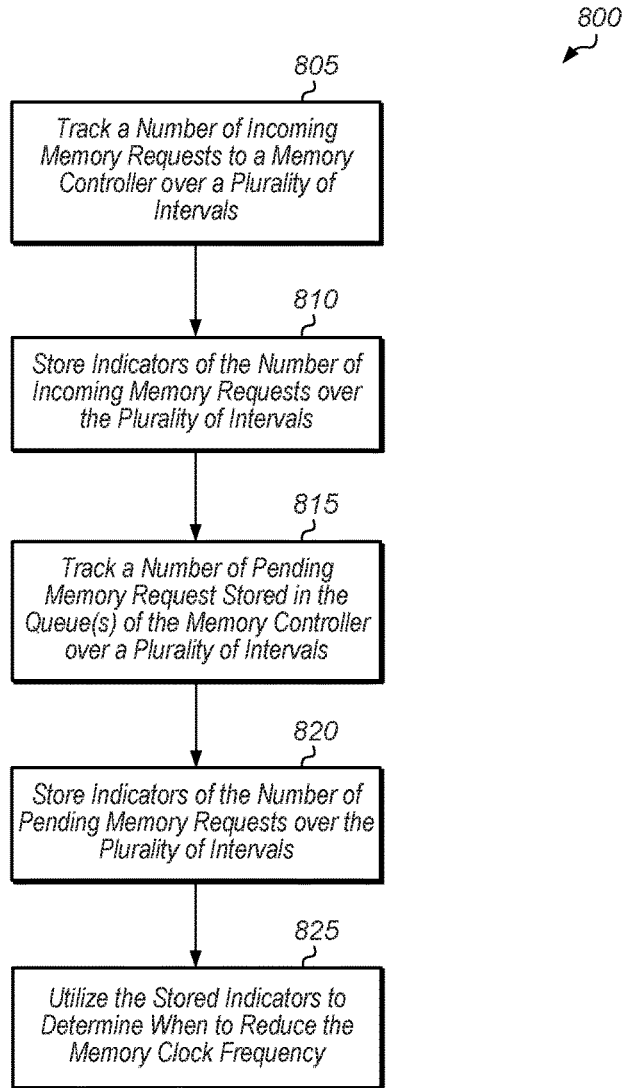 800
805
Track a Number of Incoming
Memory Requests to a Memory
Controller over a Plurality of
Intervals
810
Store Indicators of the Number of
Incoming Memory Requests over
the Plurality of Intervals
815
Track a Number of Pending
Memory Request Stored in the
Queue(s) of the Memory Controller
over a Plurality of Intervals
820
Store Indicators of the Number of
Pending Memory Requests over the
Plurality of Intervals
825
Utilize the Stored Indicators to
Determine When to Reduce the
Memory Clock Frequency